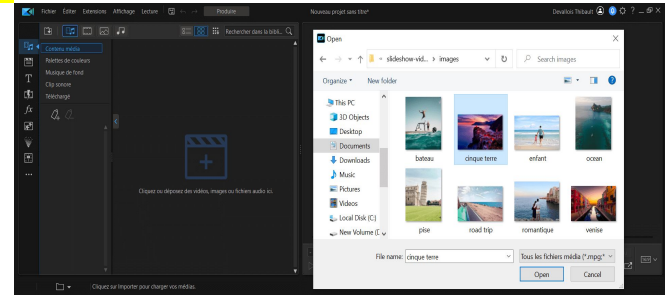 Fichier Éditer Extensions Affichage Lecture Produire Nouveau projet sans titre* Devallois Thibault
Rechercher dans la bibli...
Contenu média
Palettes de couleurs
Musique de fond
Clip sonore
Téléchargé
Cliquez ou déposez des vidéos, images ou fichiers audio ici.
Cliquez sur Importer pour charger vos médias.
Open
slideshow-vid... > images
Search images
Organize
New folder
This PC
3D Objects
Desktop
Documents
Downloads
Music
Pictures
Videos
Local Disk (C:)
New Volume (D
bateau
cinque terre
enfant
ocean
pise
road trip
romantique
venise
File name: cinque terre
Tous les fichiers média (*.mpg;*
Open
Cancel